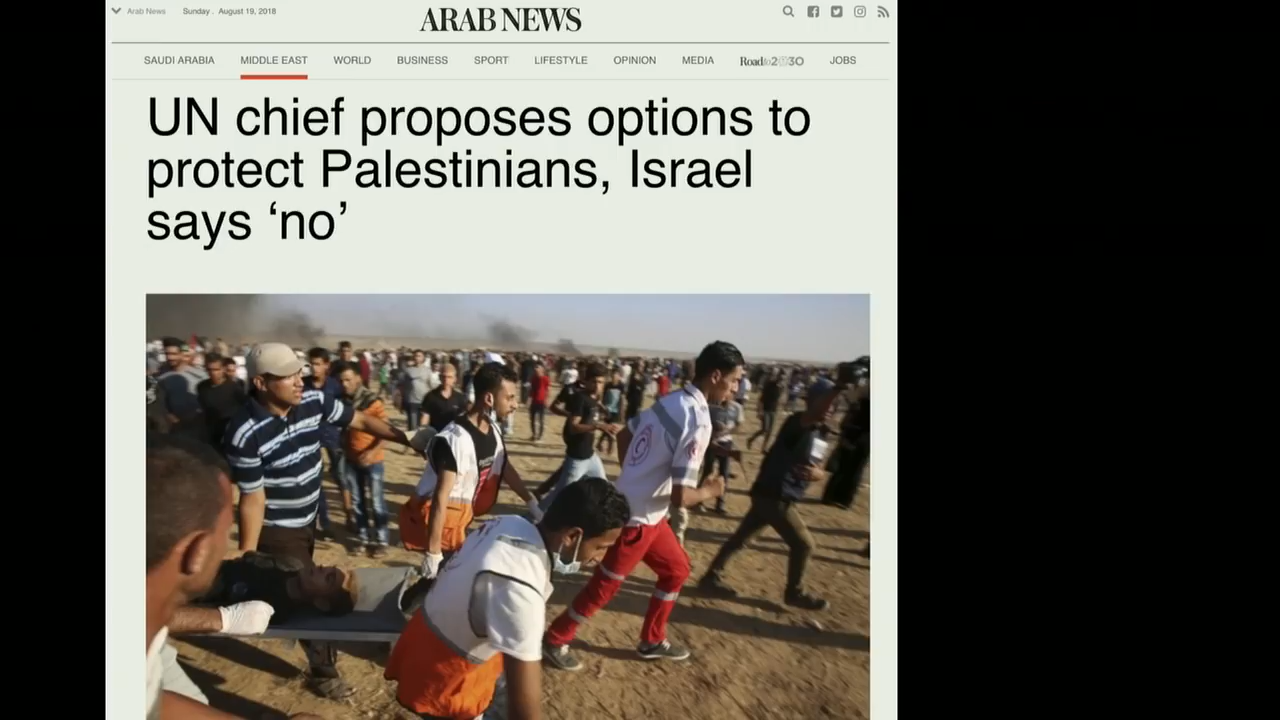 Arab News Sunday . August 19, 2018
ARAB NEWS
SAUDI ARABIA MIDDLE EAST WORLD BUSINESS SPORT LIFESTYLE OPINION MEDIA Road to 2030 JOBS
UN chief proposes options to
protect Palestinians, Israel
says ‘no’